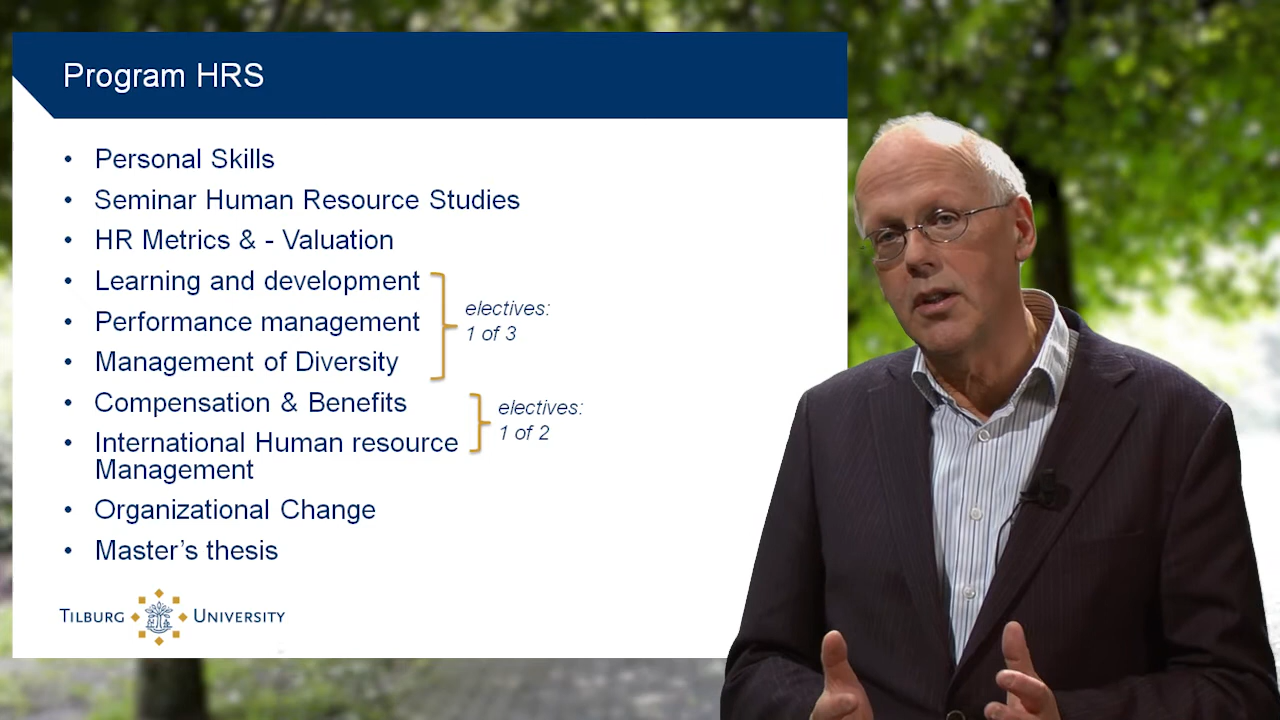 Program HRS
• Personal Skills
• Seminar Human Resource Studies
• HR Metrics & - Valuation
• Learning and development
• Performance management
• Management of Diversity
electives:
1 of 3
• Compensation & Benefits
• International Human resource
Management
electives:
1 of 2
• Organizational Change
• Master’s thesis
TILBURG UNIVERSITY